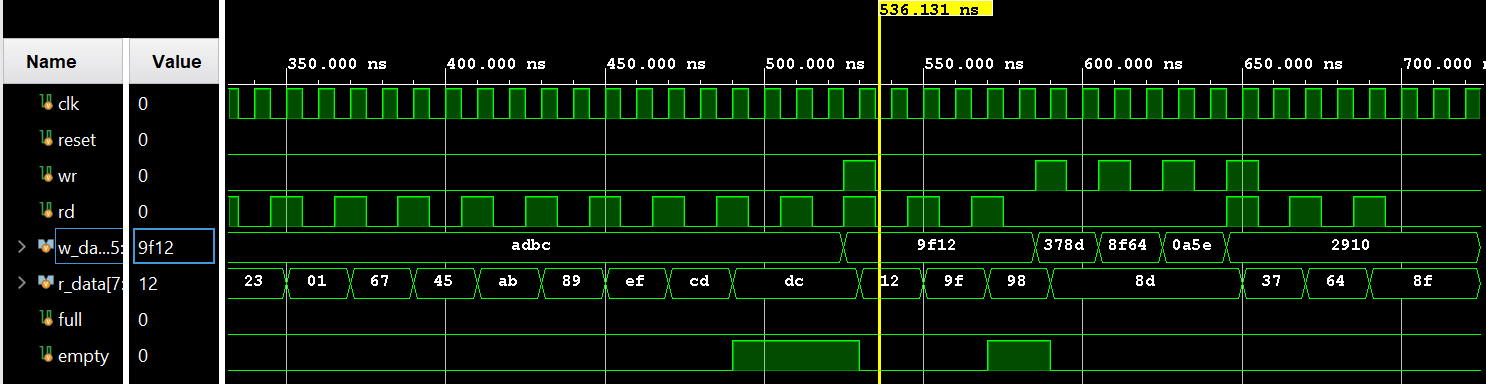 536.131 ns
Name Value
350.000 ns 400.000 ns 450.000 ns 500.000 ns 550.000 ns 600.000 ns 650.000 ns 700.000
clk 0
reset 0
wr 0
rd 0
w_da...5: 9f12 adbc 9f12 378d 8f64 0a5e 2910
r_data[7: 12 23 01 67 45 ab 89 ef cd dc 12 9f 98 8d 37 64 8f
full 0
empty 0